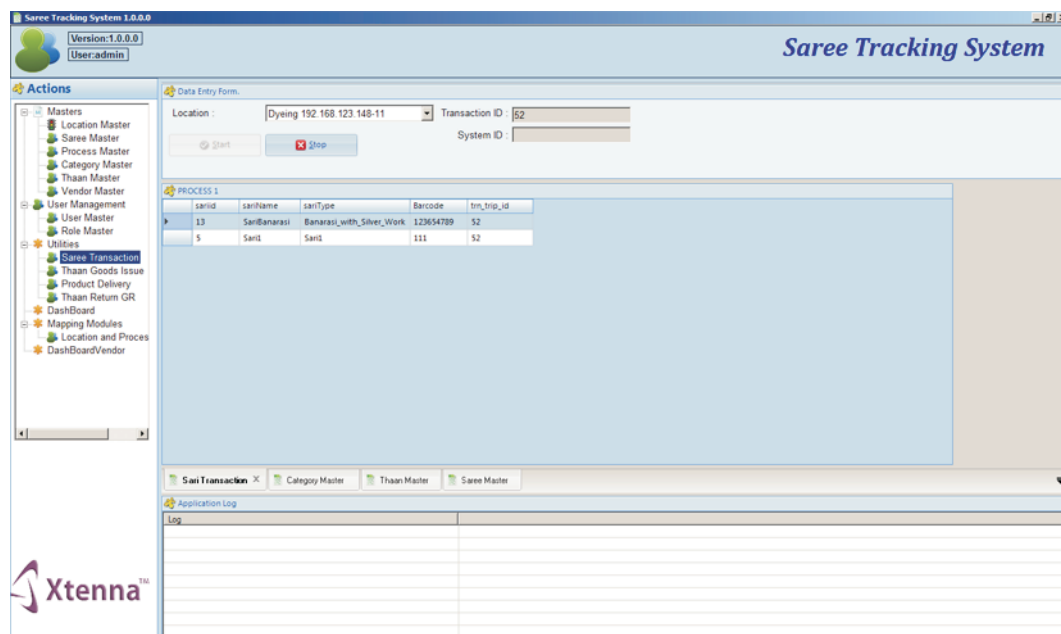 Saree Tracking System 1.0.0.0
Version:1.0.0.0
User:admin
Saree Tracking System
Actions
Masters
Location Master
Saree Master
Process Master
Category Master
Thaan Master
Vendor Master
User Management
User Master
Role Master
Utilities
Saree Transaction
Thaan Goods Issue
Product Delivery
Thaan Return GR
DashBoard
Mapping Modules
Location and Proces
DashBoardVendor
Data Entry Form.
Location : Dyeing 192.168.123.148-11 Transaction ID : 52
System ID :
Start Stop
PROCESS 1
sariid sariName sariType Barcode trn_trip_id
13 SariBanarasi Banarasi_with_Silver_Work 123654789 52
5 Sari1 Sari1 111 52
Sari Transaction Category Master Thaan Master Saree Master
Application Log
Log
Xtenna™